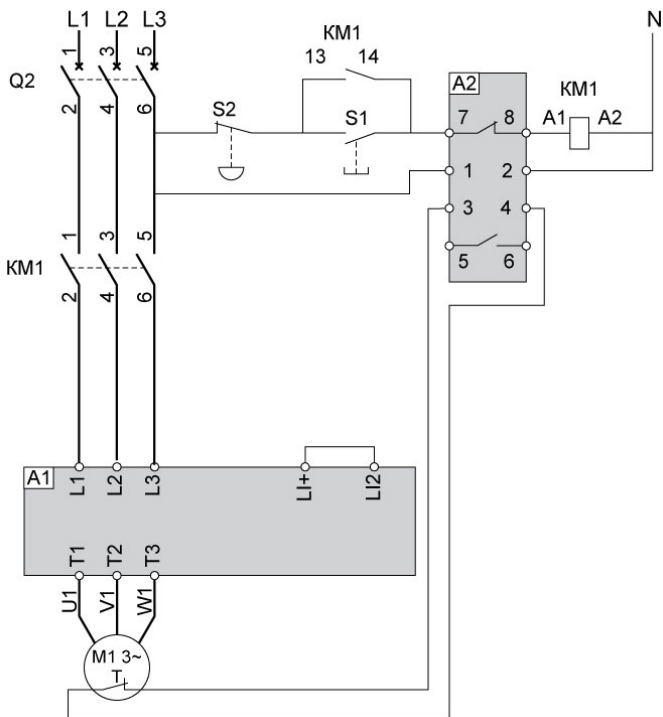 L1 L2 L3
N
1 3 5
Q2
2 4 6
KM1
13 14
S2
S1
A2
7 8
1 2
3 4
5 6
KM1
A1 A2
1 3 5
KM1
2 4 6
A1
L1 L2 L3
LI+ LI2
T1 T2 T3
U1 V1 W1
M1 3~
T